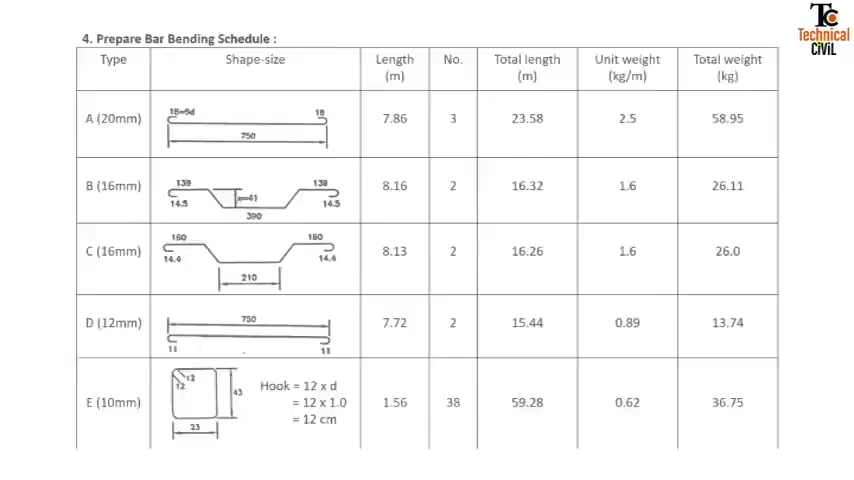 TC
Technical
CiViL
4. Prepare Bar Bending Schedule :
Type Shape-size Length (m) No. Total length (m) Unit weight (kg/m) Total weight (kg)
A (20mm) 18=9d 18 750 7.86 3 23.58 2.5 58.95
B (16mm) 139 139 a=61 14.5 14.5 390 8.16 2 16.32 1.6 26.11
C (16mm) 160 160 14.4 14.4 210 8.13 2 16.26 1.6 26.0
D (12mm) 750 11 11 7.72 2 15.44 0.89 13.74
E (10mm) 12 12 43 23 Hook = 12 x d 1.56 38 59.28 0.62 36.75
= 12 x 1.0
= 12 cm